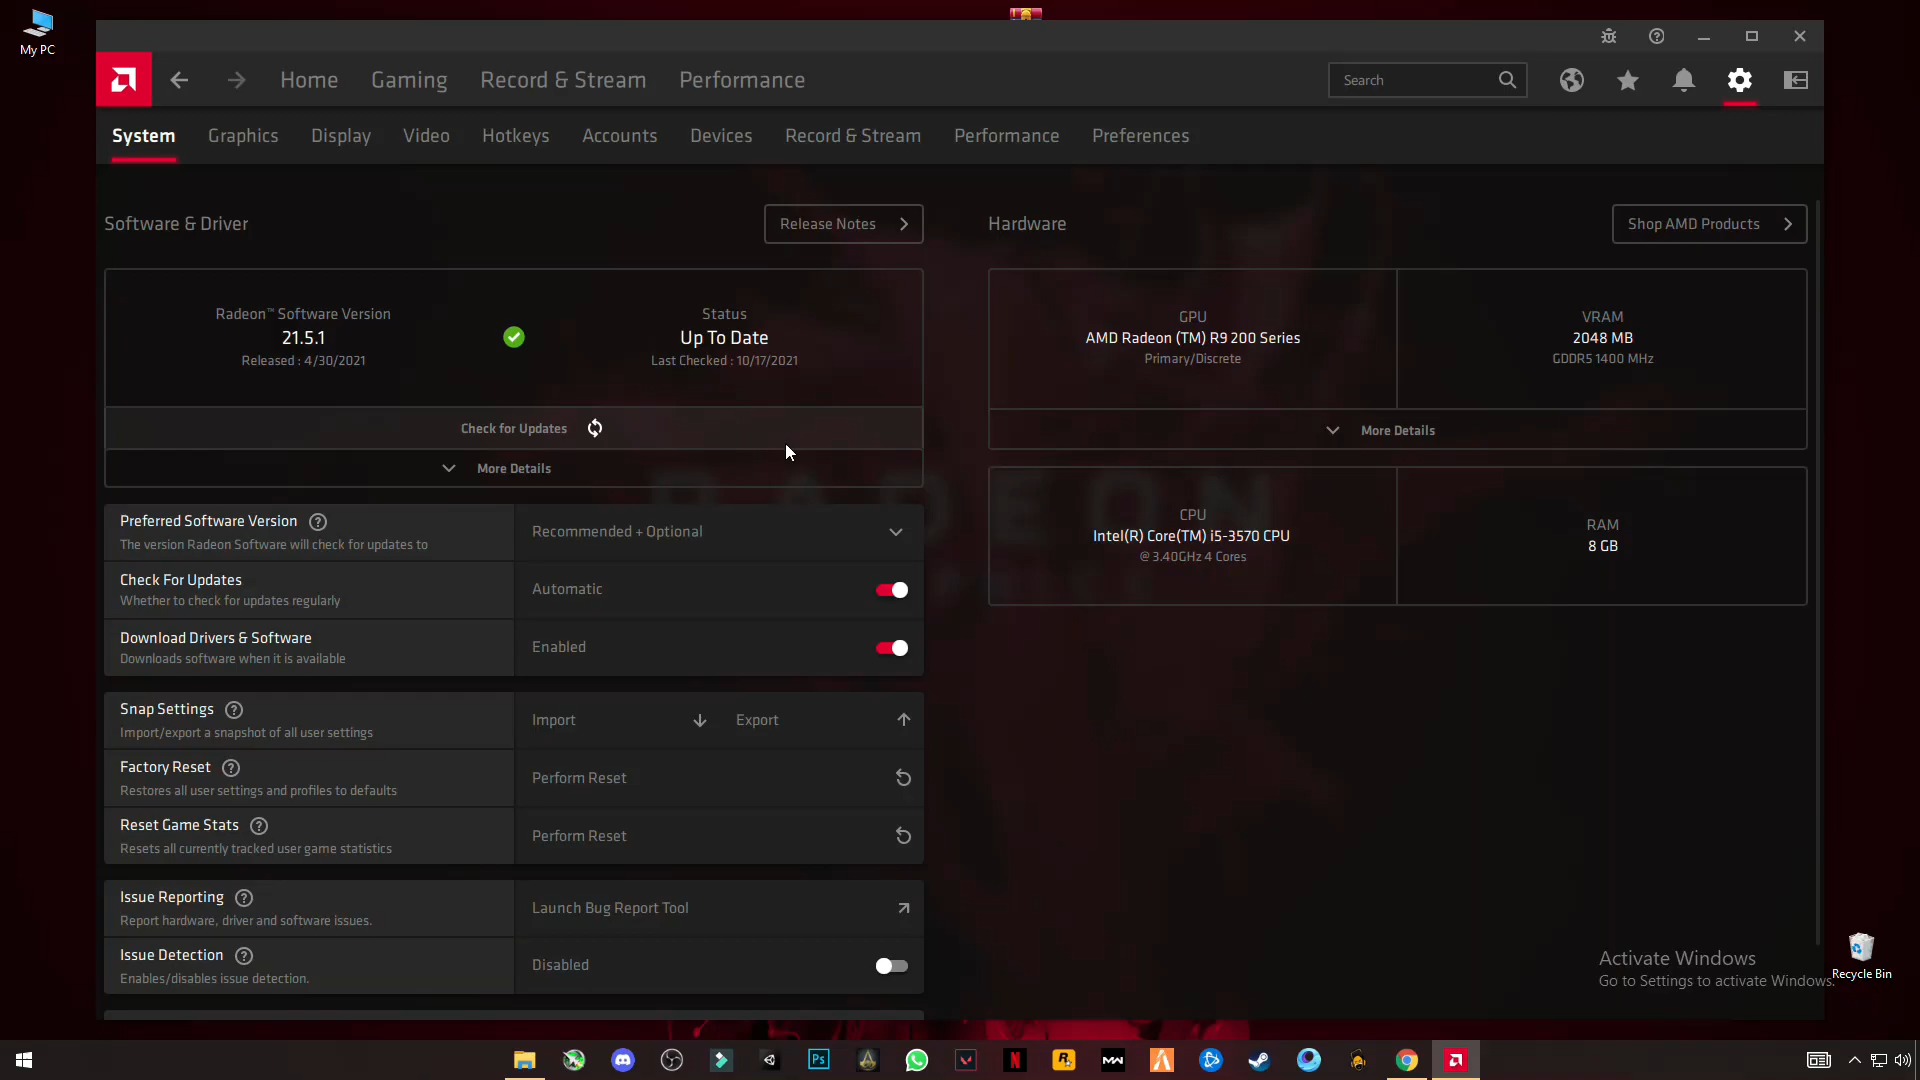 My PC
Home
Gaming
Record & Stream
Performance
Search
System
Graphics
Display
Video
Hotkeys
Accounts
Devices
Record & Stream
Performance
Preferences
Software & Driver
Release Notes
Radeon™ Software Version
21.5.1
Released : 4/30/2021
Status
Up To Date
Last Checked : 10/17/2021
Check for Updates
More Details
Preferred Software Version
The version Radeon Software will check for updates to
Recommended + Optional
Check For Updates
Whether to check for updates regularly
Automatic
Download Drivers & Software
Downloads software when it is available
Enabled
Snap Settings
Import/export a snapshot of all user settings
Import
Export
Factory Reset
Restores all user settings and profiles to defaults
Perform Reset
Reset Game Stats
Resets all currently tracked user game statistics
Perform Reset
Issue Reporting
Report hardware, driver and software issues.
Launch Bug Report Tool
Issue Detection
Enables/disables issue detection.
Disabled
Hardware
Shop AMD Products
GPU
AMD Radeon (TM) R9 200 Series
Primary/Discrete
VRAM
2048 MB
GDDR5 1400 MHz
More Details
CPU
Intel(R) Core(TM) i5-3570 CPU
@ 3.40GHz 4 Cores
RAM
8 GB
RADEON
Activate Windows
Go to Settings to activate Windows.
Recycle Bin
Ps
N
R
MW